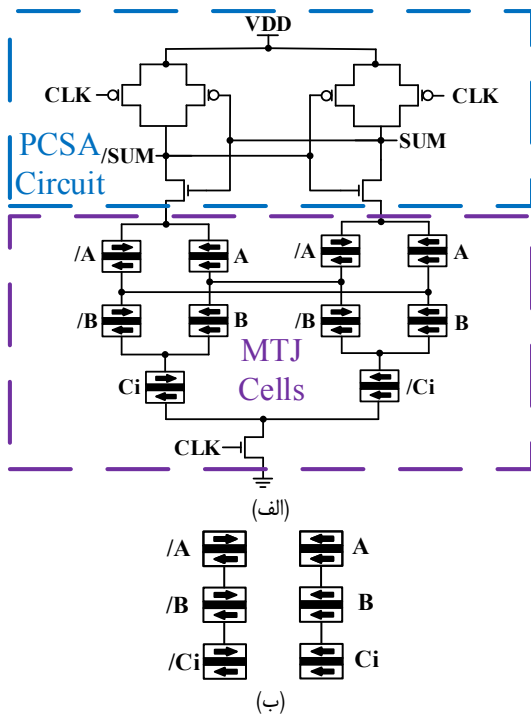 VDD
CLK
CLK
PCSA
Circuit
/SUM
SUM
/A
A
/A
A
/B
B
/B
B
MTJ
Cells
Ci
/Ci
CLK
(الف)
/A
A
/B
B
/Ci
Ci
(ب)